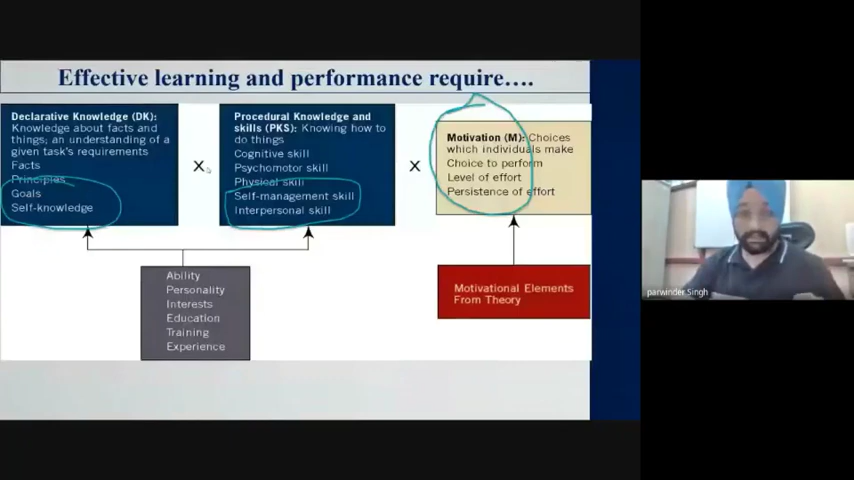 Effective learning and performance require….
Declarative Knowledge (DK):
Knowledge about facts and
things; an understanding of a
given task's requirements
Facts
Principles
Goals
Self-knowledge
X
Procedural Knowledge and
skills (PKS): Knowing how to
do things
Cognitive skill
Psychomotor skill
Physical skill
Self-management skill
Interpersonal skill
X
Motivation (M): Choices
which individuals make
Choice to perform
Level of effort
Persistence of effort
Ability
Personality
Interests
Education
Training
Experience
Motivational Elements
From Theory
parwinder Singh